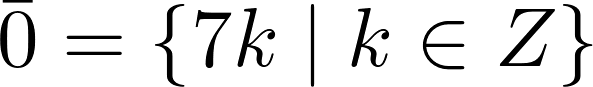 0̄ = {7k | k ∈ Z}